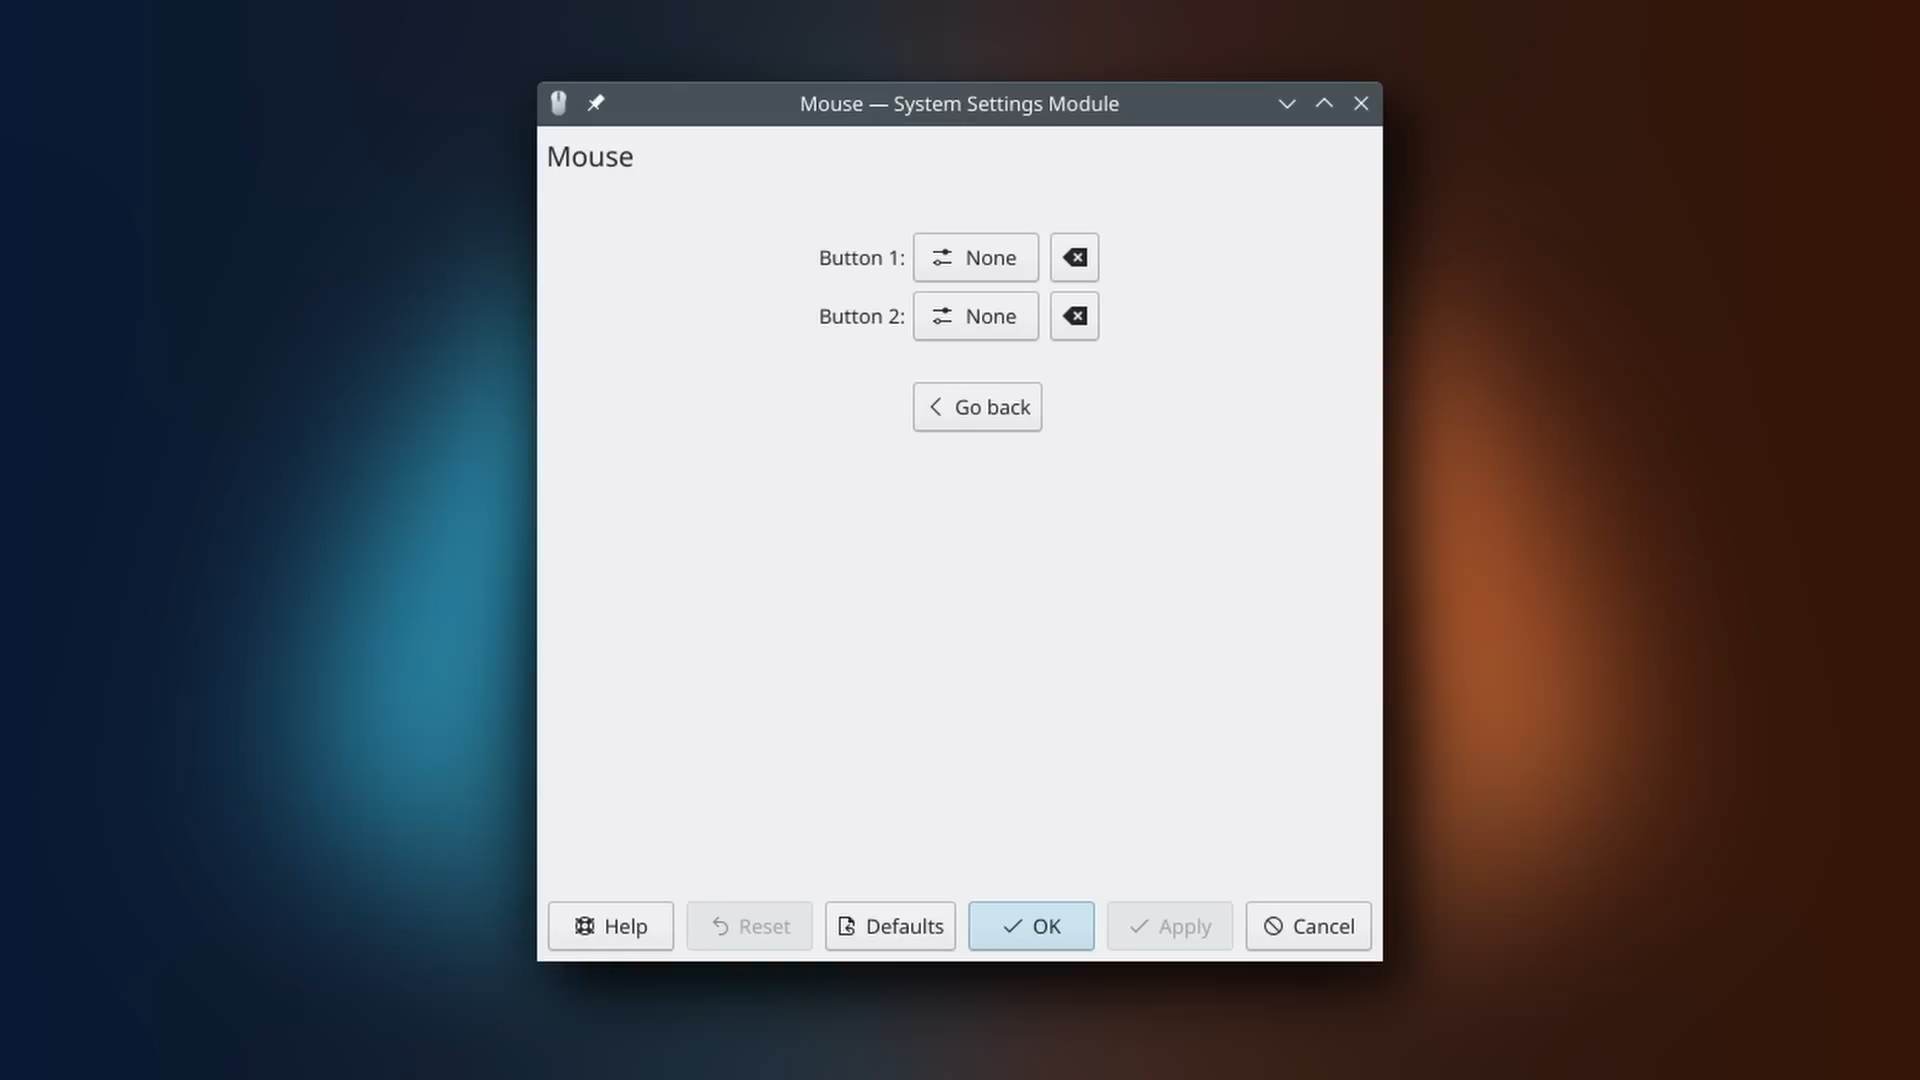 Mouse — System Settings Module
Mouse
Button 1: None
Button 2: None
Go back
Help Reset Defaults OK Apply Cancel